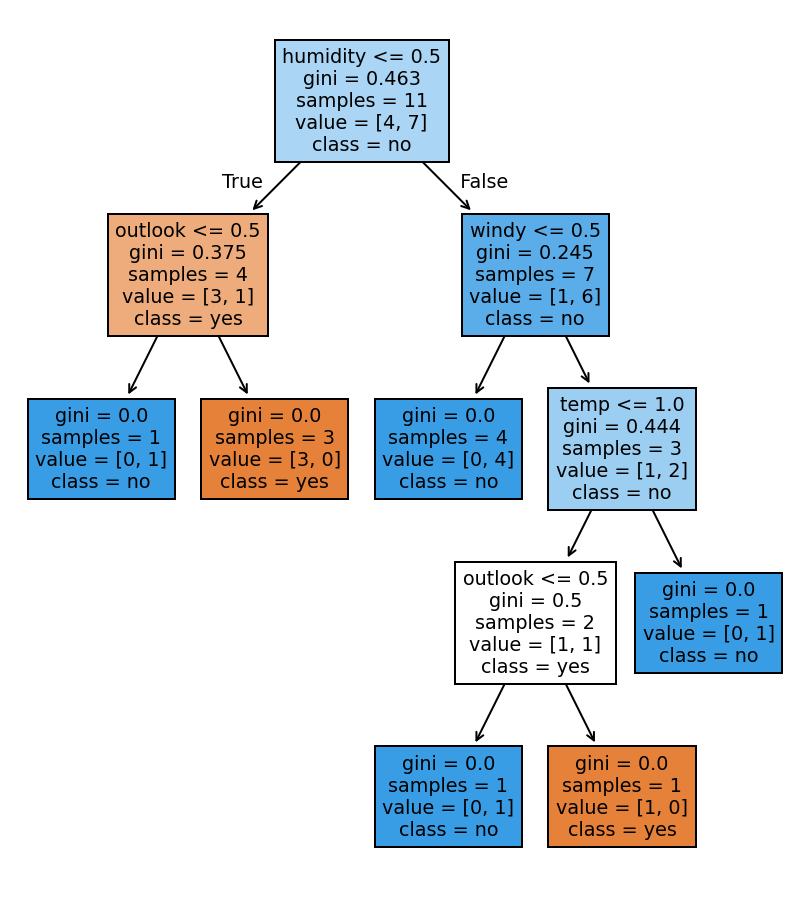 humidity <= 0.5
gini = 0.463
samples = 11
value = [4, 7]
class = no
True
False
outlook <= 0.5
gini = 0.375
samples = 4
value = [3, 1]
class = yes
windy <= 0.5
gini = 0.245
samples = 7
value = [1, 6]
class = no
gini = 0.0
samples = 1
value = [0, 1]
class = no
gini = 0.0
samples = 3
value = [3, 0]
class = yes
gini = 0.0
samples = 4
value = [0, 4]
class = no
temp <= 1.0
gini = 0.444
samples = 3
value = [1, 2]
class = no
outlook <= 0.5
gini = 0.5
samples = 2
value = [1, 1]
class = yes
gini = 0.0
samples = 1
value = [0, 1]
class = no
gini = 0.0
samples = 1
value = [0, 1]
class = no
gini = 0.0
samples = 1
value = [1, 0]
class = yes